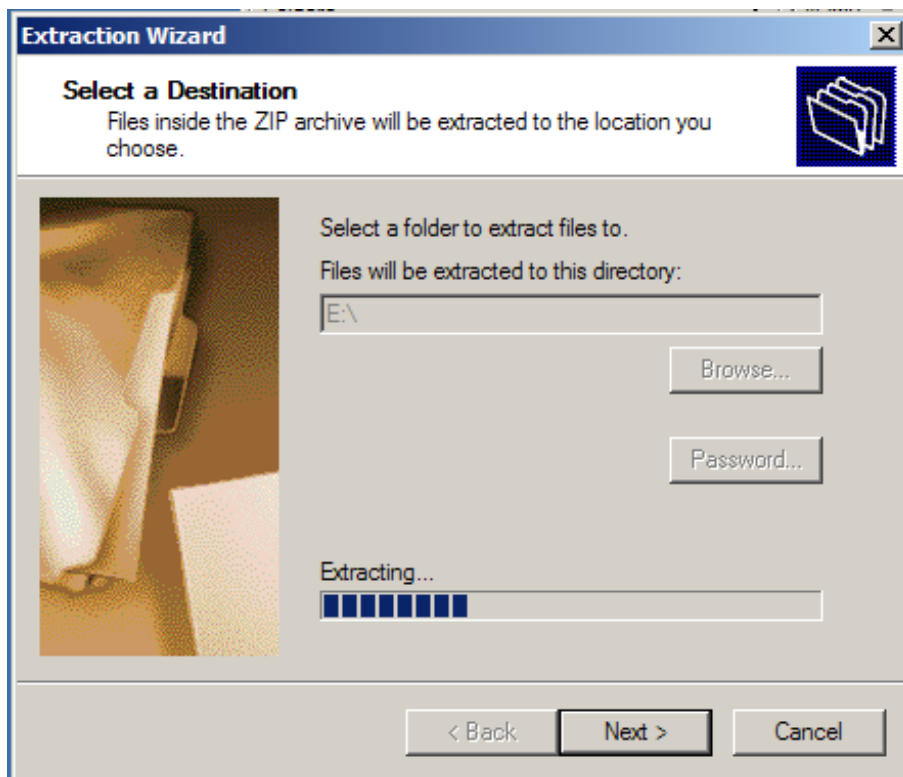 Extraction Wizard
Select a Destination
Files inside the ZIP archive will be extracted to the location you
choose.
Select a folder to extract files to.
Files will be extracted to this directory:
E:\
Browse...
Password...
Extracting...
< Back
Next >
Cancel